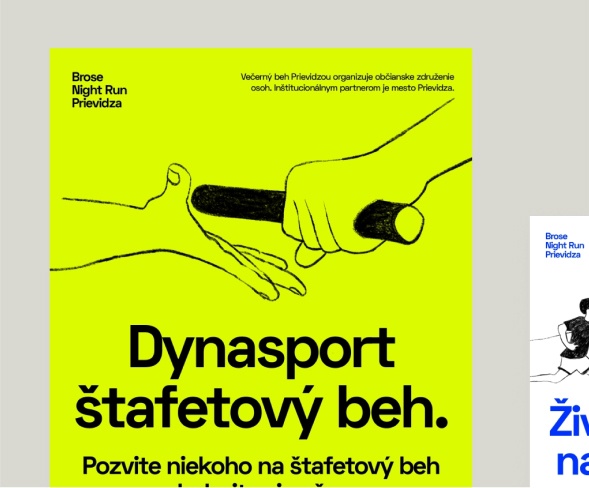 Brose
Night Run
Prievidza
Večerný beh Prievidzou organizuje občianske združenie
osoh. Inštitucionálnym partnerom je mesto Prievidza.
Dynasport
štafetový beh.
Pozvite niekoho na štafetový beh
Brose
Night Run
Prievidza